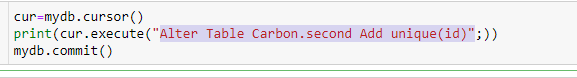 cur=mydb.cursor()
print(cur.execute("Alter Table Carbon.second Add unique(id)";))
mydb.commit()